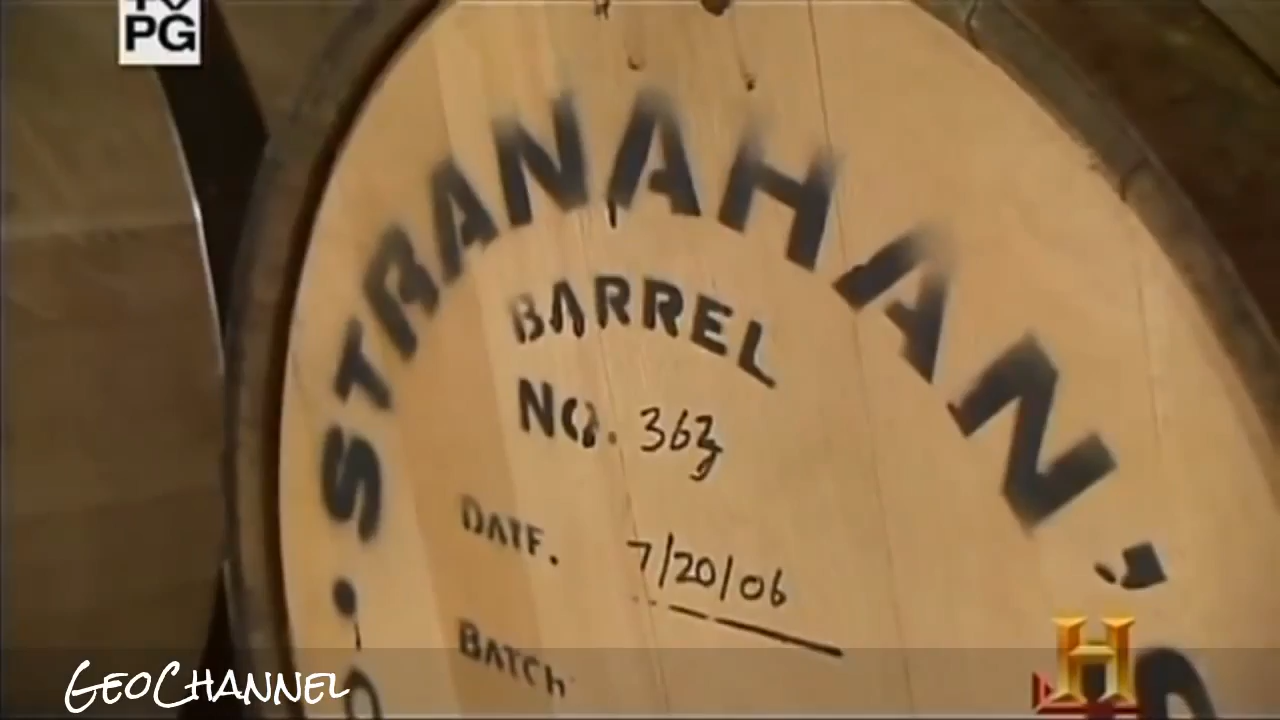 TV
PG
STRANAHAN'S
BARREL
NO. 363
DATE. 7/20/06
BATCH
GEOCHANNEL
H